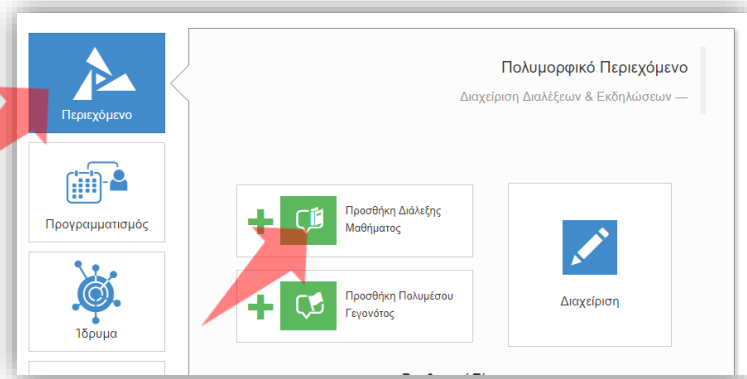 Περιεχόμενο
Προγραμματισμός
Ίδρυμα
Πολυμορφικό Περιεχόμενο
Διαχείριση Διαλέξεων & Εκδηλώσεων —
Προσθήκη Διάλεξης
Μαθήματος
Προσθήκη Πολυμέσου
Γεγονότος
Διαχείριση